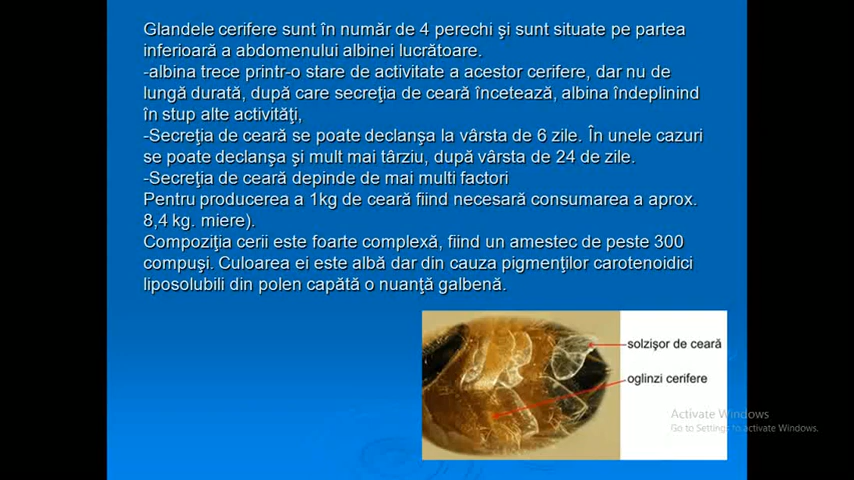 Glandele cerifere sunt în număr de 4 perechi şi sunt situate pe partea
inferioară a abdomenului albinei lucrătoare.
-albina trece printr-o stare de activitate a acestor cerifere, dar nu de
lungă durată, după care secreţia de ceară încetează, albina îndeplinind
în stup alte activităţi,
-Secreţia de ceară se poate declanşa la vârsta de 6 zile. În unele cazuri
se poate declanşa şi mult mai târziu, după vârsta de 24 de zile.
-Secreţia de ceară depinde de mai multi factori
Pentru producerea a 1kg de ceară fiind necesară consumarea a aprox.
8,4 kg. miere).
Compoziţia cerii este foarte complexă, fiind un amestec de peste 300
compuşi. Culoarea ei este albă dar din cauza pigmenţilor carotenoidici
liposolubili din polen capătă o nuanţă galbenă.
solzişor de ceară
oglinzi cerifere
Activate Windows
Go to Settings to activate Windows.